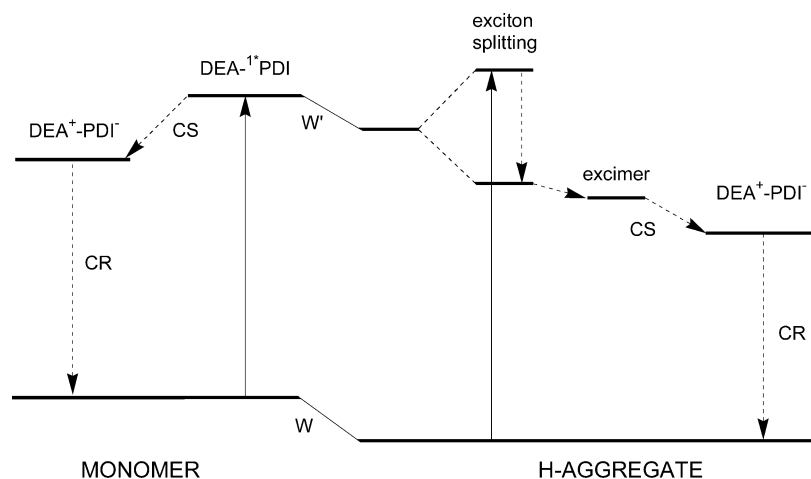 exciton
splitting
DEA-¹*PDI
DEA⁺-PDI⁻
CS
W'
excimer
DEA⁺-PDI⁻
CS
CR
CR
W
MONOMER
H-AGGREGATE